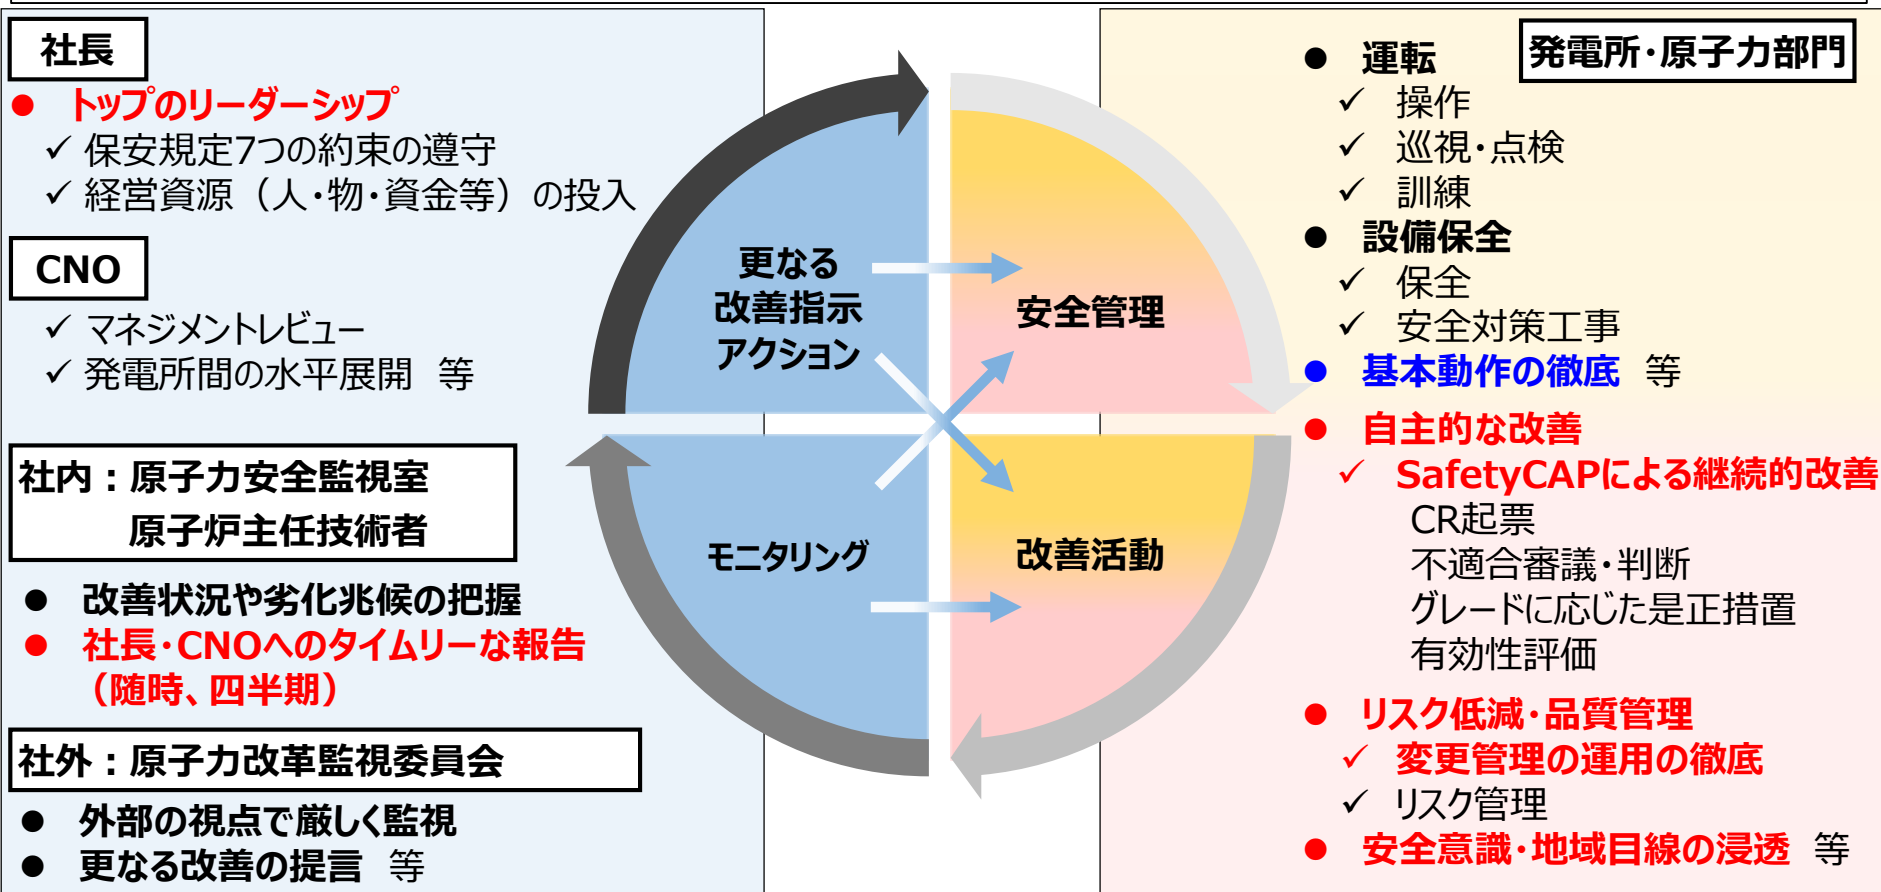 社長
● トップのリーダーシップ
✓ 保安規定7つの約束の遵守
✓ 経営資源（人・物・資金等）の投入
CNO
✓ マネジメントレビュー
✓ 発電所間の水平展開 等
社内：原子力安全監視室
原子炉主任技術者
● 改善状況や劣化兆候の把握
● 社長・CNOへのタイムリーな報告
（随時、四半期）
社外：原子力改革監視委員会
● 外部の視点で厳しく監視
● 更なる改善の提言 等
更なる
改善指示
アクション
安全管理
モニタリング
改善活動
発電所・原子力部門
● 運転
✓ 操作
✓ 巡視・点検
✓ 訓練
● 設備保全
✓ 保全
✓ 安全対策工事
● 基本動作の徹底 等
● 自主的な改善
✓ SafetyCAPによる継続的改善
CR起票
不適合審議・判断
グレードに応じた是正措置
有効性評価
● リスク低減・品質管理
✓ 変更管理の運用の徹底
✓ リスク管理
● 安全意識・地域目線の浸透 等